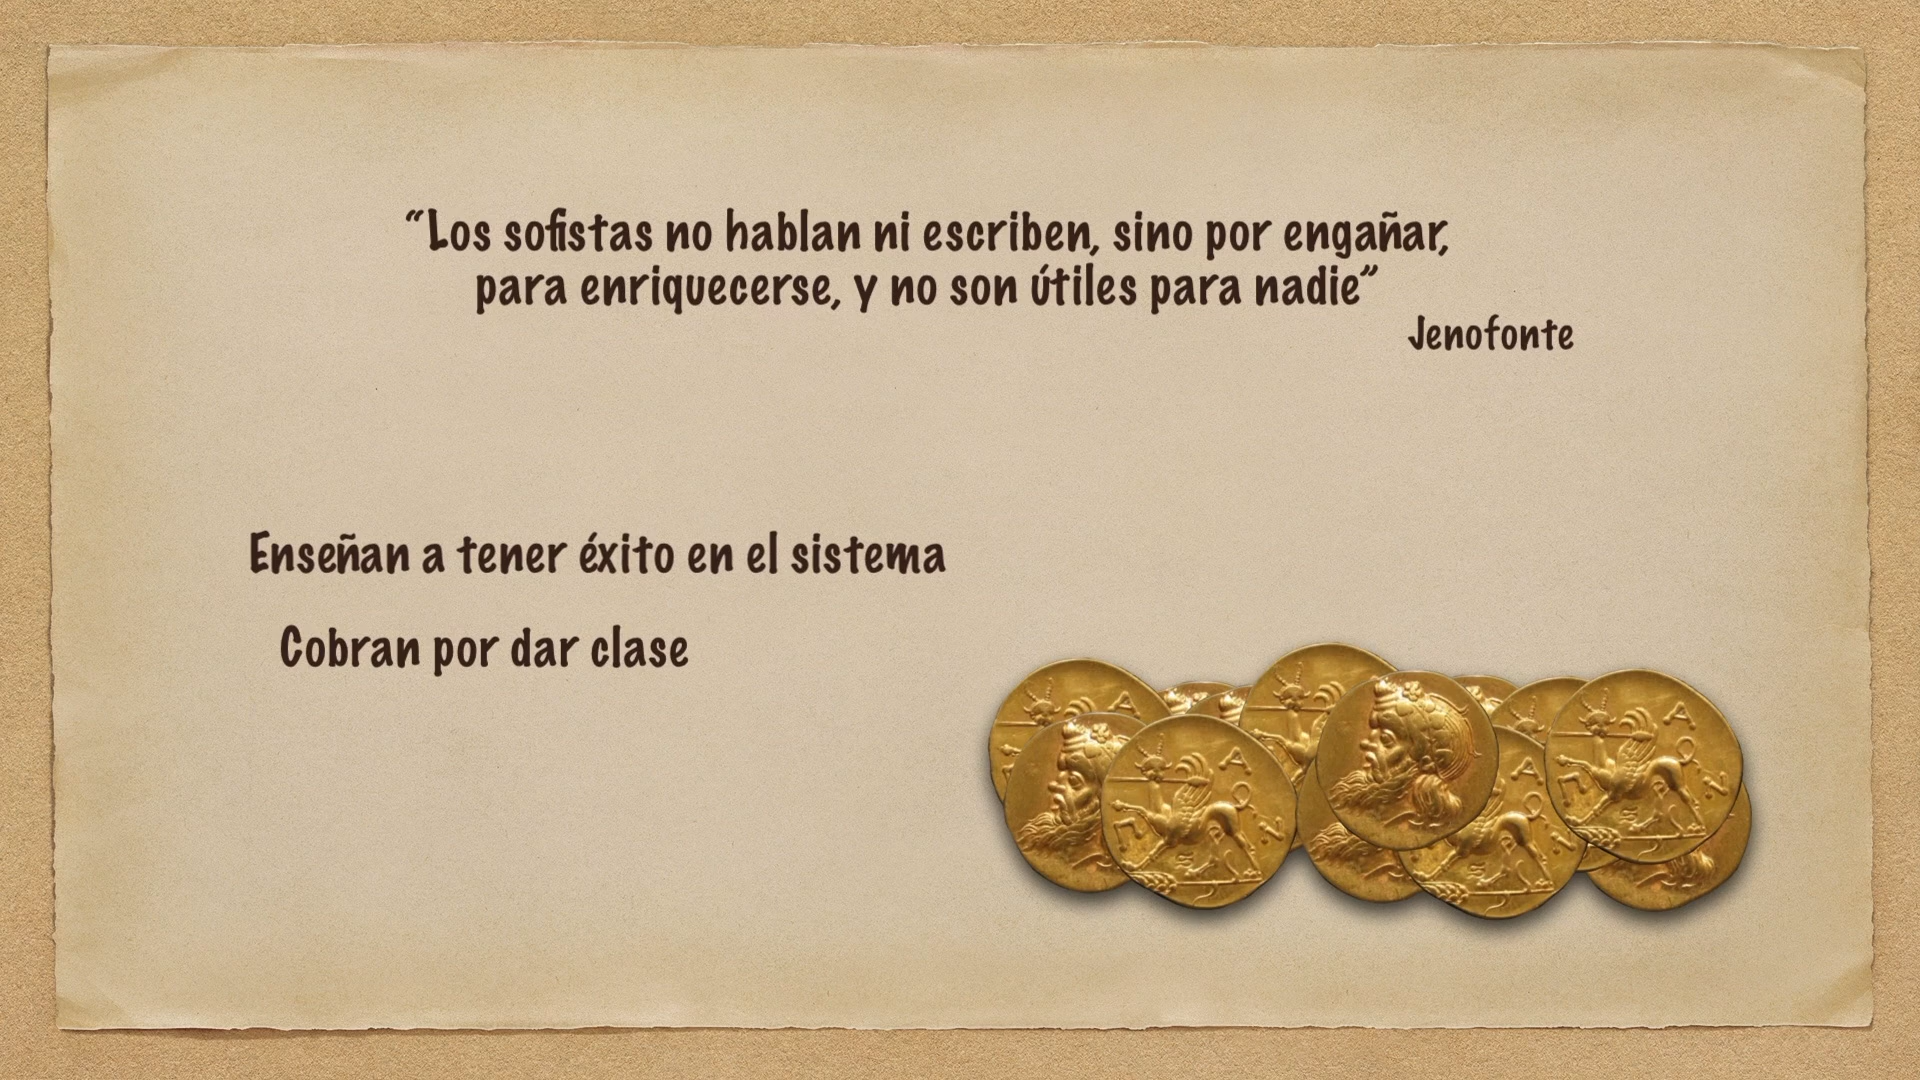 “Los sofistas no hablan ni escriben, sino por engañar,
para enriquecerse, y no son útiles para nadie”
Jenofonte
Enseñan a tener éxito en el sistema
Cobran por dar clase